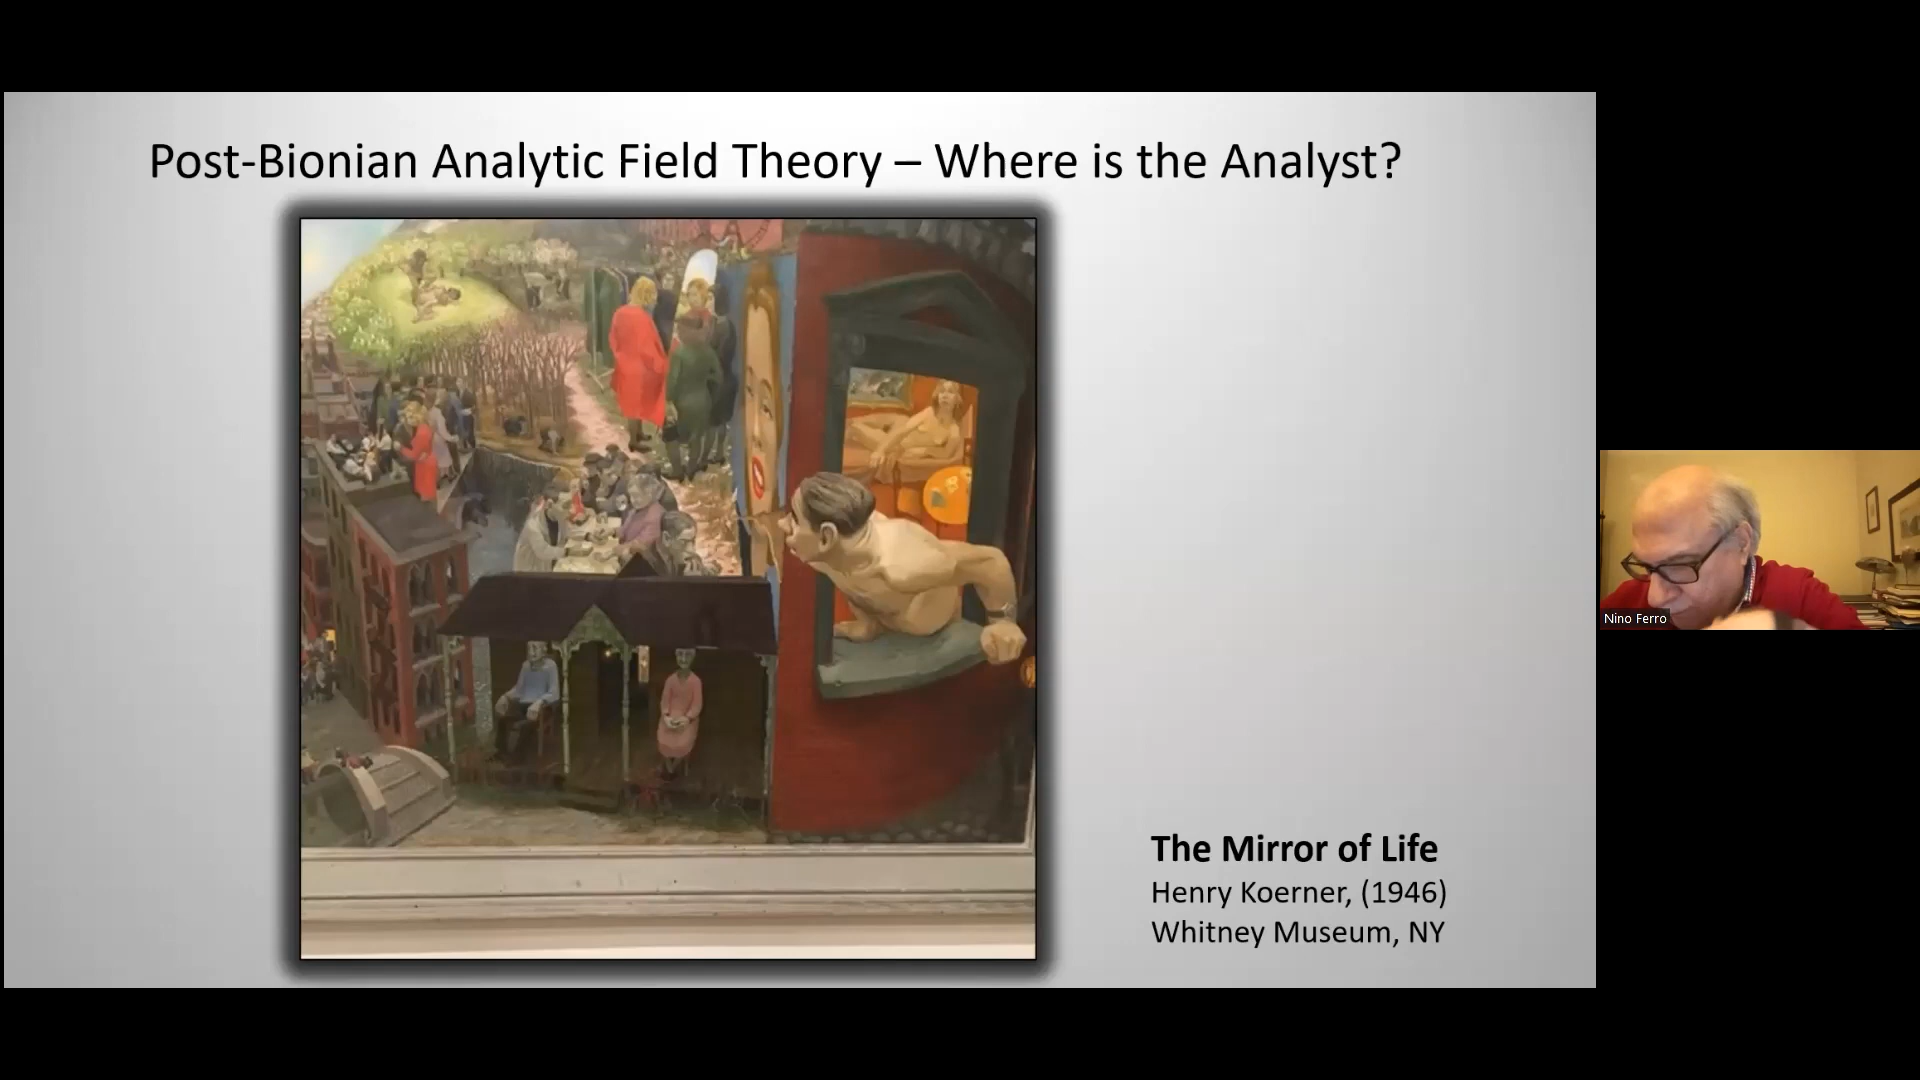 Post-Bionian Analytic Field Theory – Where is the Analyst?
The Mirror of Life
Henry Koerner, (1946)
Whitney Museum, NY
Nino Ferro